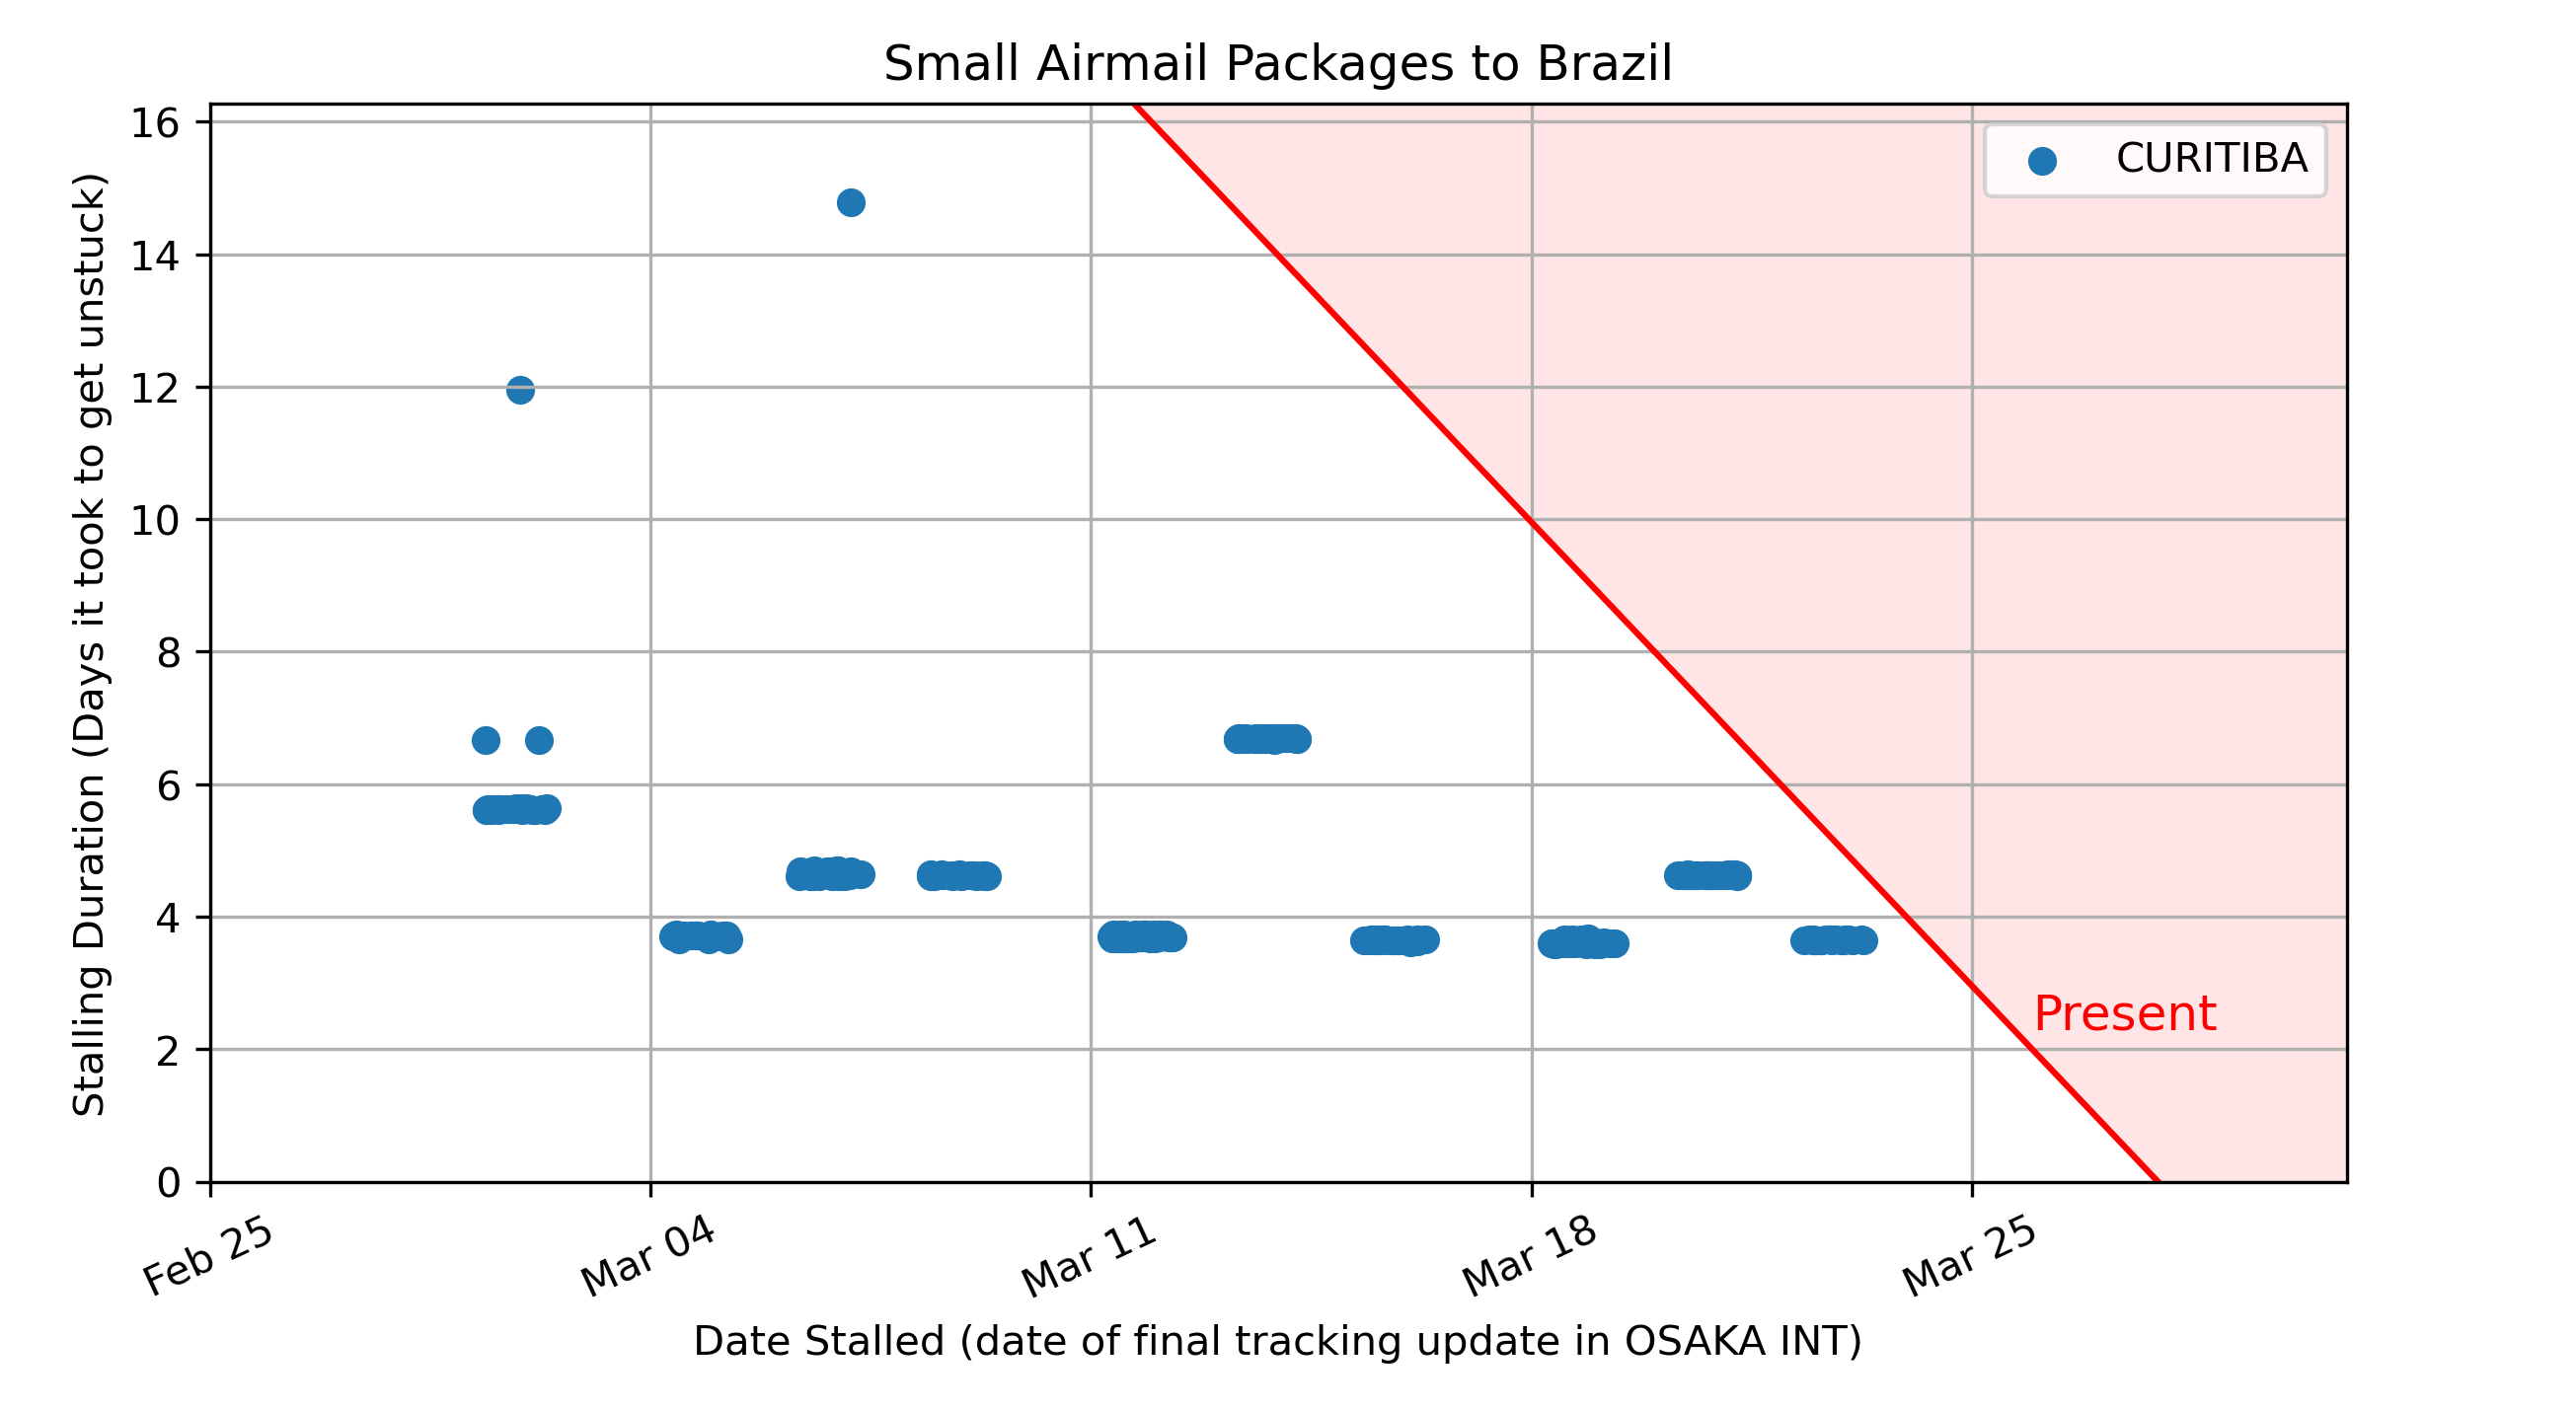 Small Airmail Packages to Brazil
Stalling Duration (Days it took to get unstuck)
16
14
12
10
8
6
4
2
0
CURITIBA
Present
Feb 25
Mar 04
Mar 11
Mar 18
Mar 25
Date Stalled (date of final tracking update in OSAKA INT)